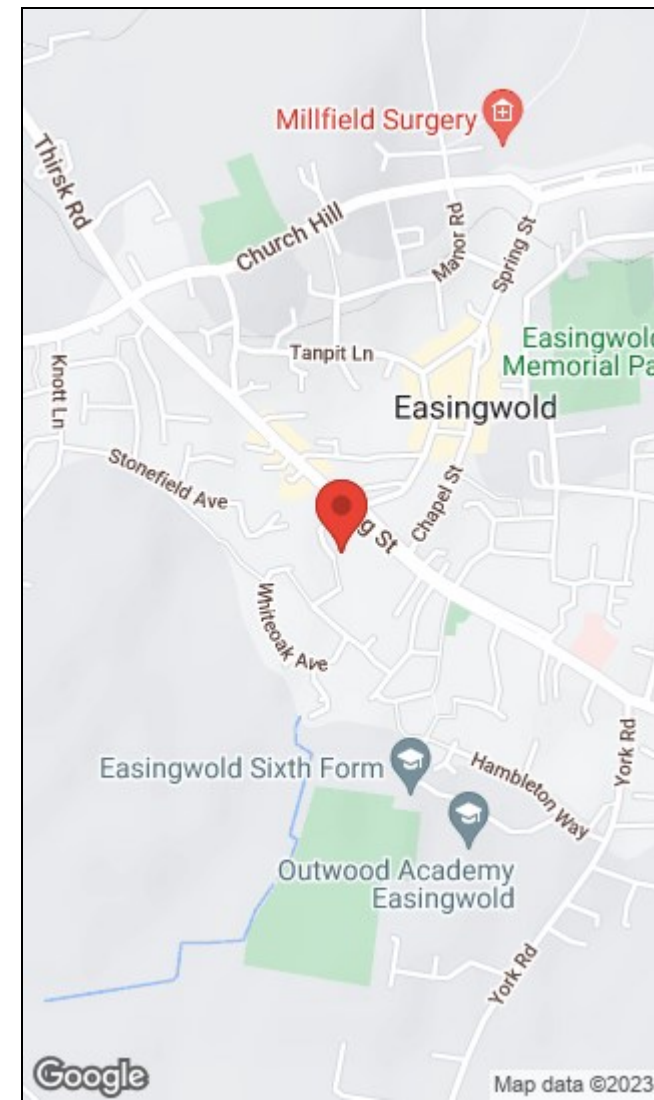 Millfield Surgery
Thirsk Rd
Church Hill
Manor Rd
Spring St
Tanpit Ln
Easingwold
Memorial Pa
Knott Ln
Easingwold
Stonefield Ave
g St
Chapel St
Whiteoak Ave
York Rd
Easingwold Sixth Form
Hambleton Way
Outwood Academy
Easingwold
York Rd
Google
Map data ©2023